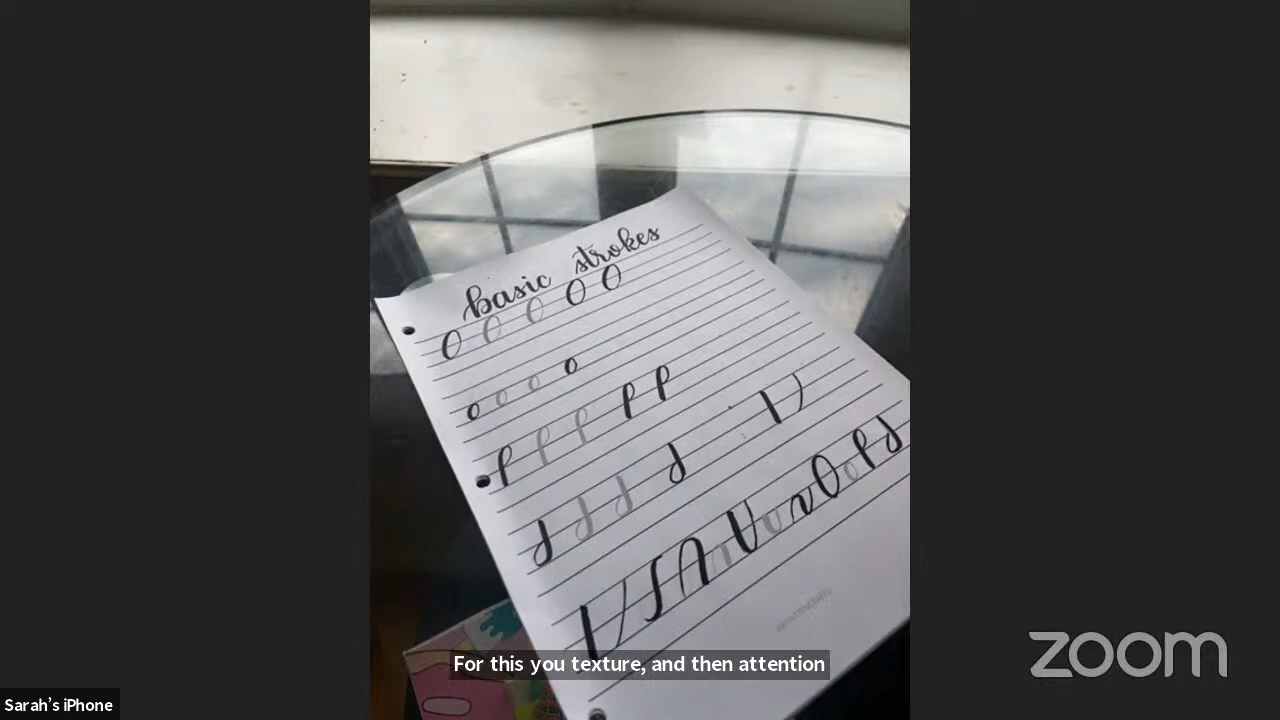 basic strokes
For this you texture, and then attention
Sarah's iPhone
zoom